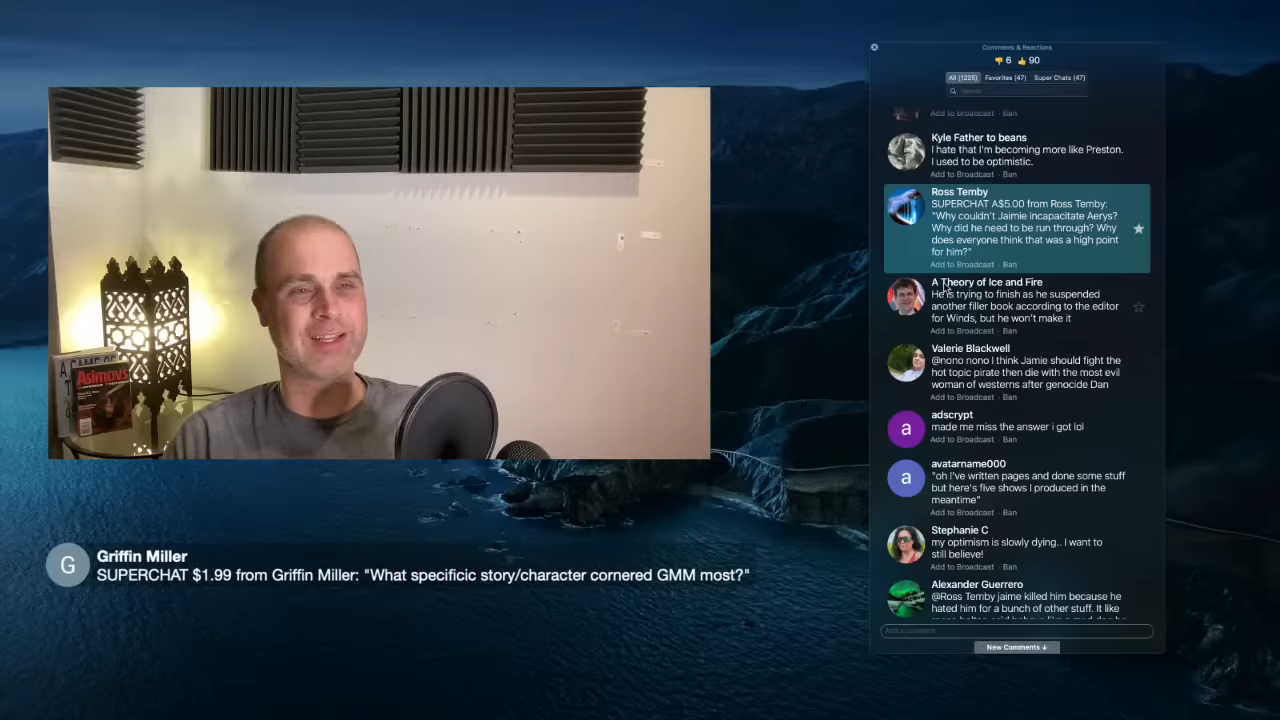 Comments & Reactions
👎 6 👍 90
All (1225) Favorites (47) Super Chats (47)
Search
Add to Broadcast · Ban
Kyle Father to beans
I hate that I'm becoming more like Preston.
I used to be optimistic.
Add to Broadcast · Ban
Ross Temby
SUPERCHAT A$5.00 from Ross Temby:
"Why couldn't Jaimie incapacitate Aerys?
Why did he need to be run through? Why
does everyone think that was a high point
for him?"
Add to Broadcast · Ban
A Theory of Ice and Fire
He is trying to finish as he suspended
another filler book according to the editor
for Winds, but he won't make it
Add to Broadcast · Ban
Valerie Blackwell
@nono nono I think Jamie should fight the
hot topic pirate then die with the most evil
woman of westerns after genocide Dan
Add to Broadcast · Ban
a
adscrypt
made me miss the answer i got lol
Add to Broadcast · Ban
a
avatarname000
"oh I've written pages and done some stuff
but here's five shows I produced in the
meantime"
Add to Broadcast · Ban
Stephanie C
my optimism is slowly dying.. I want to
still believe!
Add to Broadcast · Ban
Alexander Guerrero
@Ross Temby jaime killed him because he
hated him for a bunch of other stuff. It like
Add a comment
New Comments ↓
A GAME OF
Asimov's
G
Griffin Miller
SUPERCHAT $1.99 from Griffin Miller: "What specificic story/character cornered GMM most?"